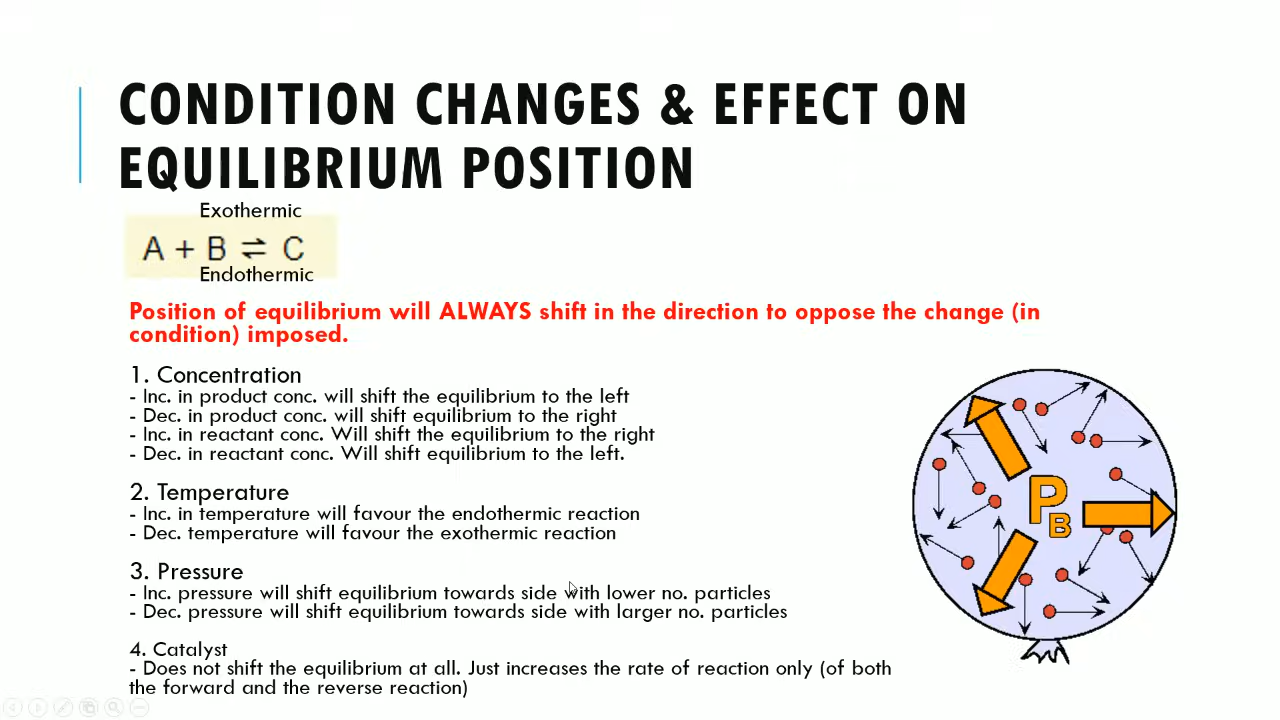 CONDITION CHANGES & EFFECT ON
EQUILIBRIUM POSITION
Exothermic
A + B ⇌ C
Endothermic
Position of equilibrium will ALWAYS shift in the direction to oppose the change (in
condition) imposed.
1. Concentration
- Inc. in product conc. will shift the equilibrium to the left
- Dec. in product conc. will shift equilibrium to the right
- Inc. in reactant conc. Will shift the equilibrium to the right
- Dec. in reactant conc. Will shift equilibrium to the left.
2. Temperature
- Inc. in temperature will favour the endothermic reaction
- Dec. temperature will favour the exothermic reaction
3. Pressure
- Inc. pressure will shift equilibrium towards side with lower no. particles
- Dec. pressure will shift equilibrium towards side with larger no. particles
4. Catalyst
- Does not shift the equilibrium at all. Just increases the rate of reaction only (of both
the forward and the reverse reaction)
PB